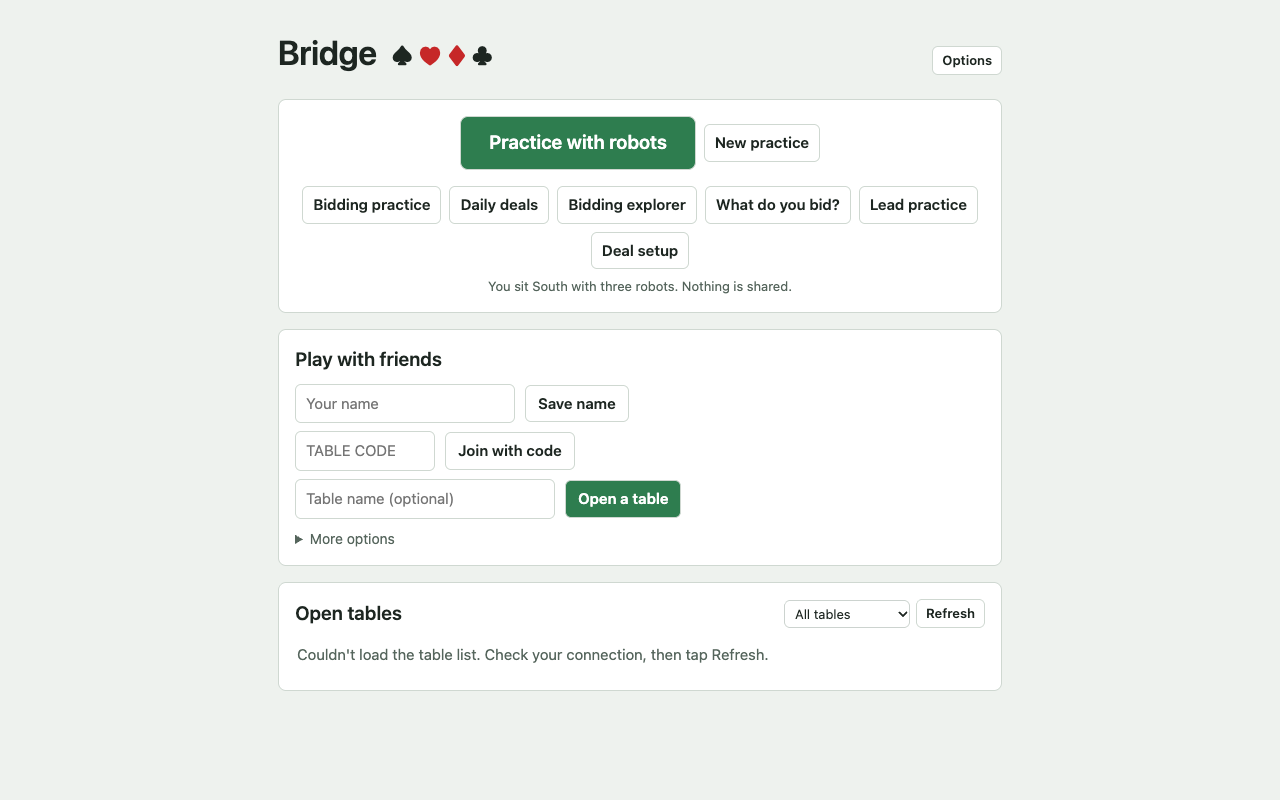 Bridge ♠ ♥ ♦ ♣
Options
Practice with robots
New practice
Bidding practice
Daily deals
Bidding explorer
What do you bid?
Lead practice
Deal setup
You sit South with three robots. Nothing is shared.
Play with friends
Your name
Save name
TABLE CODE
Join with code
Table name (optional)
Open a table
More options
Open tables
All tables
Refresh
Couldn't load the table list. Check your connection, then tap Refresh.